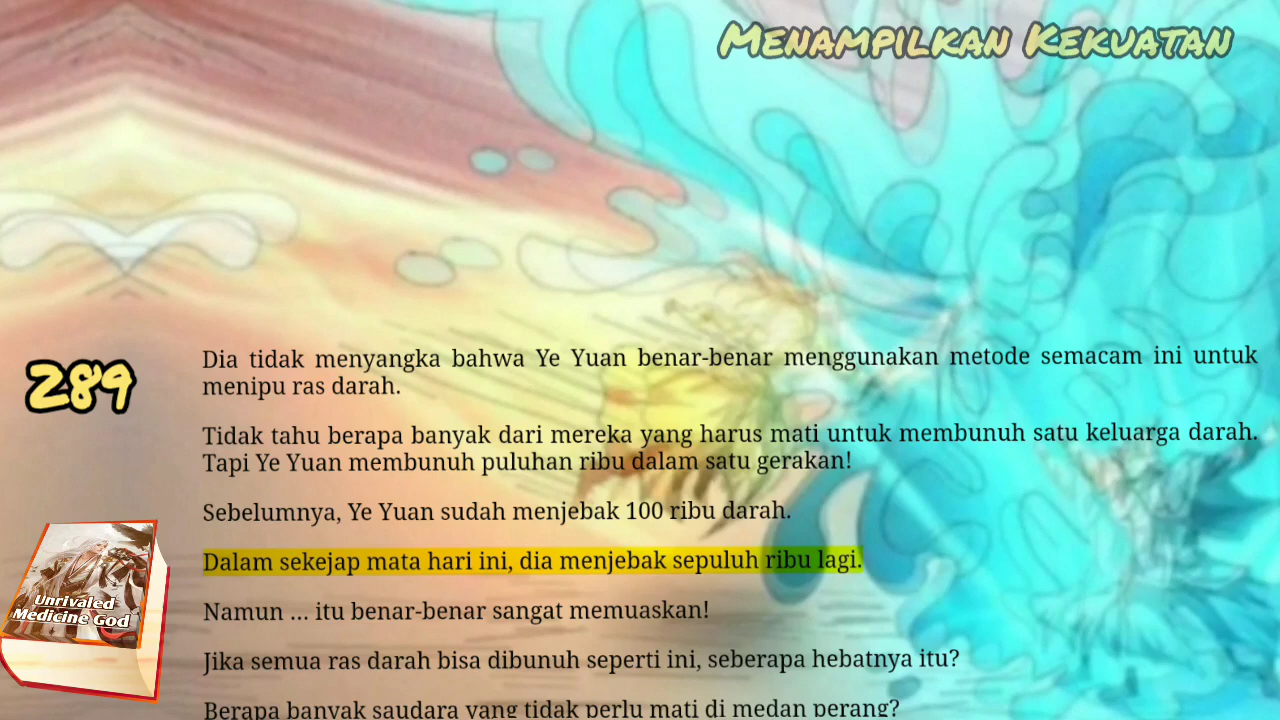 Menampilkan Kekuatan
289
Dia tidak menyangka bahwa Ye Yuan benar-benar menggunakan metode semacam ini untuk
menipu ras darah.
Tidak tahu berapa banyak dari mereka yang harus mati untuk membunuh satu keluarga darah.
Tapi Ye Yuan membunuh puluhan ribu dalam satu gerakan!
Sebelumnya, Ye Yuan sudah menjebak 100 ribu darah.
Dalam sekejap mata hari ini, dia menjebak sepuluh ribu lagi.
Namun ... itu benar-benar sangat memuaskan!
Jika semua ras darah bisa dibunuh seperti ini, seberapa hebatnya itu?
Berapa banyak saudara yang tidak perlu mati di medan perang?
Unrivaled
Medicine God